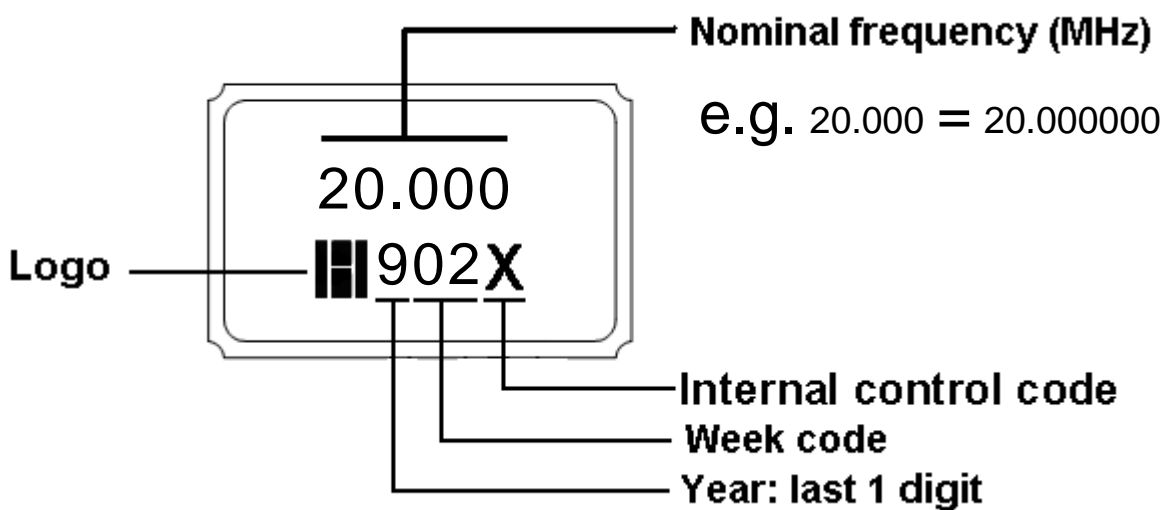 Nominal frequency (MHz)
e.g. 20.000 = 20.000000
20.000
Logo
902X
Internal control code
Week code
Year: last 1 digit